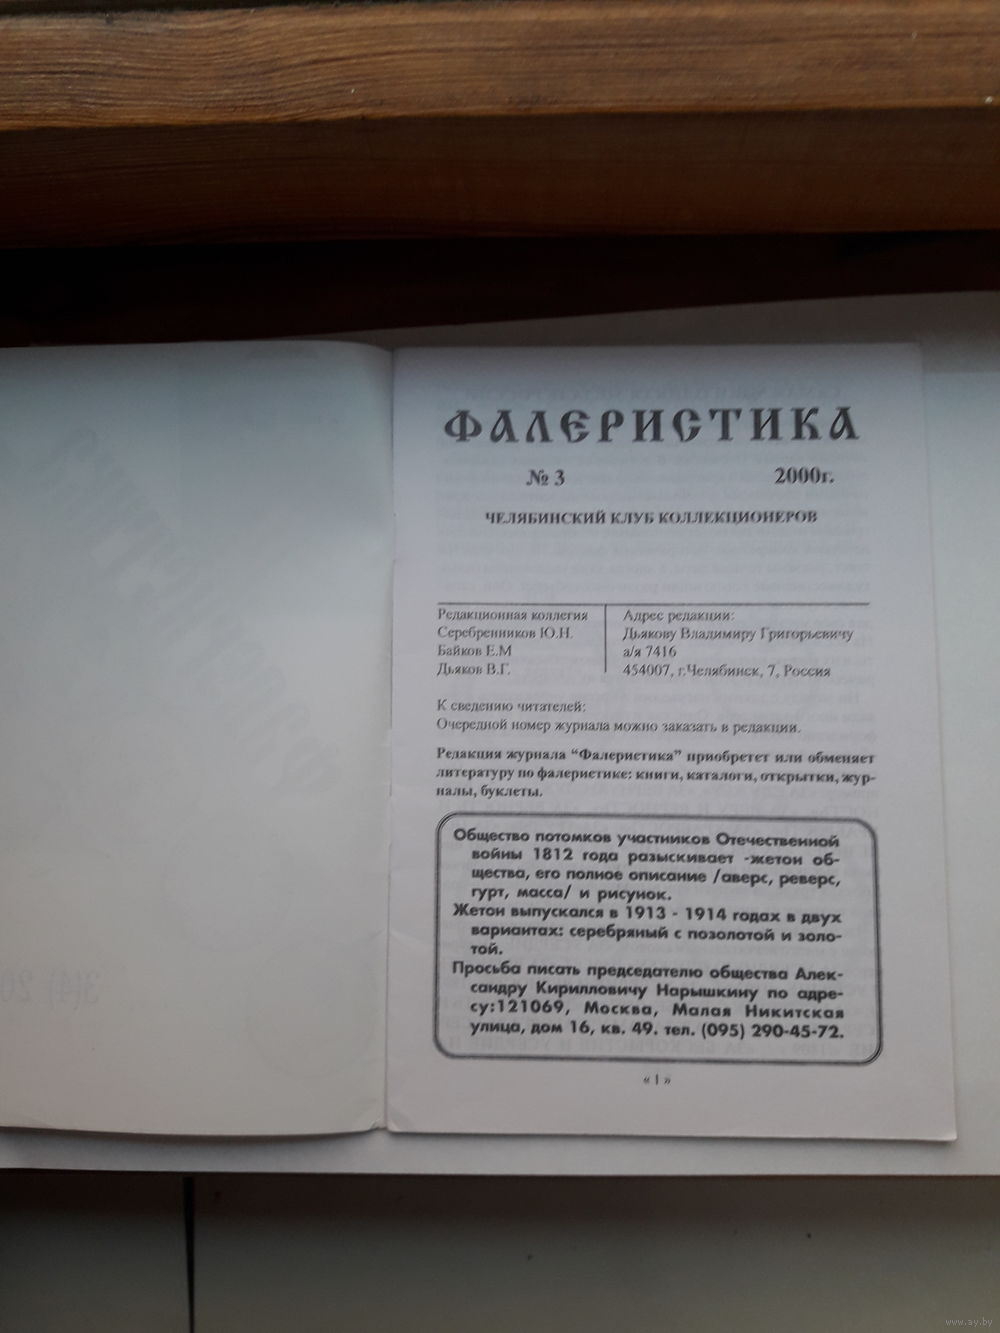 ФАЛЕРИСТИКА
№ 3 2000г.
ЧЕЛЯБИНСКИЙ КЛУБ КОЛЛЕКЦИОНЕРОВ
Редакционная коллегия
Серебренников Ю.Н.
Байков Е.М
Дьяков В.Г.
Адрес редакции:
Дьякову Владимиру Григорьевичу
а/я 7416
454007, г.Челябинск, 7, Россия
К сведению читателей:
Очередной номер журнала можно заказать в редакции.
Редакция журнала “Фалеристика” приобретет или обменяет
литературу по фалеристике: книги, каталоги, открытки, жур-
налы, буклеты.
Общество потомков участников Отечественной
войны 1812 года разыскивает -жетон об-
щества, его полное описание /аверс, реверс,
гурт, масса/ и рисунок.
Жетон выпускался в 1913 - 1914 годах в двух
вариантах: серебряный с позолотой и золо-
той.
Просьба писать председателю общества Алек-
сандру Кирилловичу Нарышкину по адре-
су:121069, Москва, Малая Никитская
улица, дом 16, кв. 49. тел. (095) 290-45-72.
« 1 »
www.ay.by